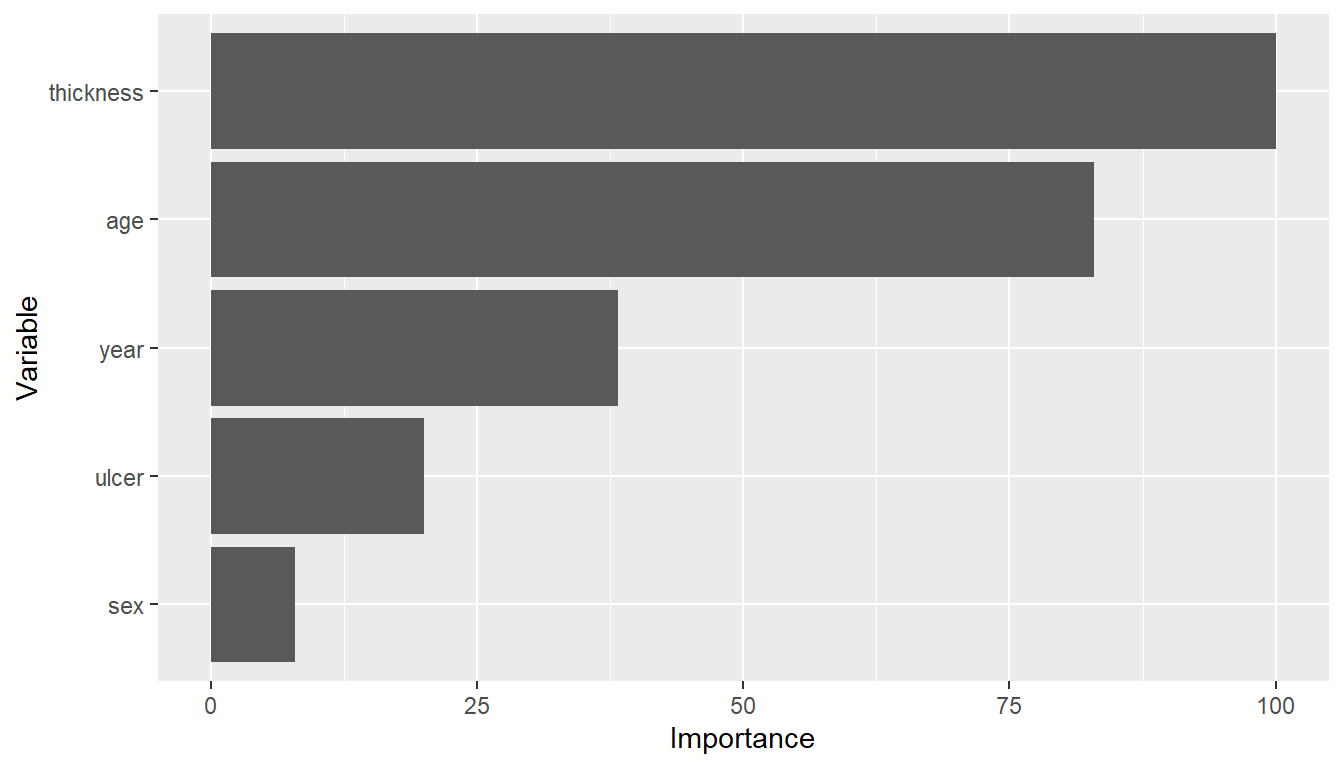 thickness
age
year
ulcer
sex
Variable
0 25 50 75 100
Importance